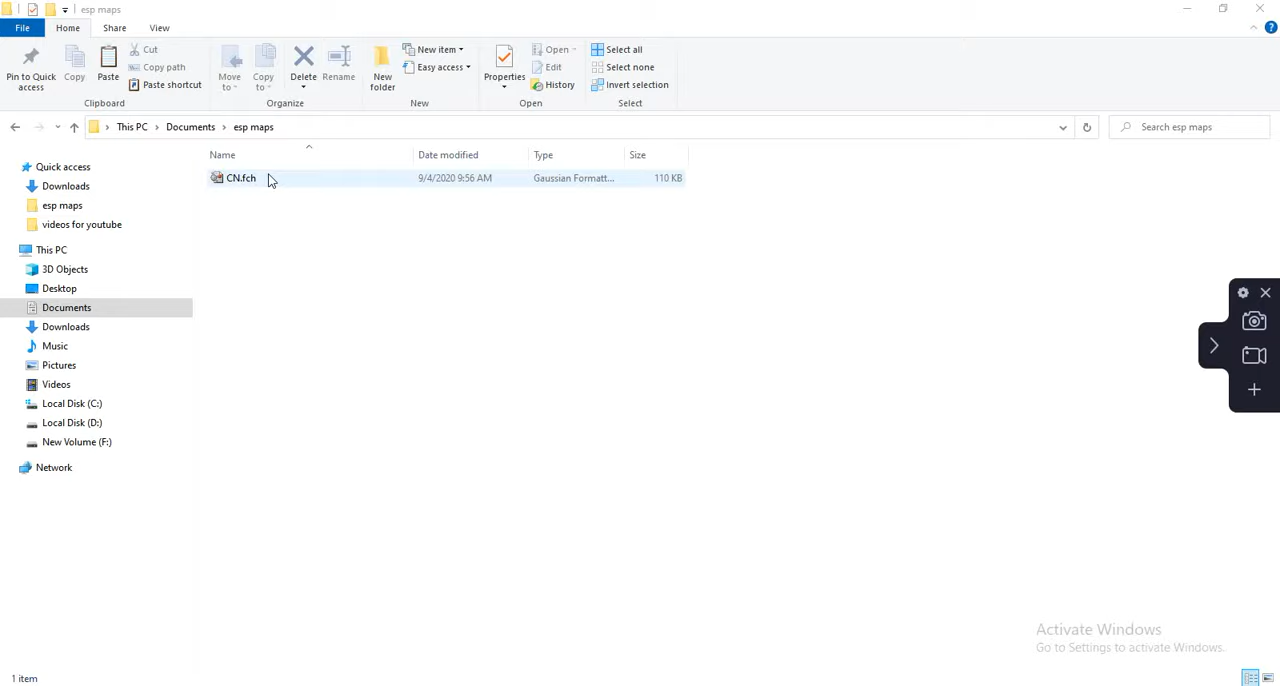 esp maps
File Home Share View
Pin to Quick access
Copy
Paste
Cut
Copy path
Paste shortcut
Clipboard
Move to
Copy to
Delete
Rename
Organize
New folder
New item
Easy access
New
Properties
Open
Edit
History
Open
Select all
Select none
Invert selection
Select
This PC Documents esp maps
Search esp maps
Name Date modified Type Size
CN.fch 9/4/2020 9:56 AM Gaussian Formatt... 110 KB
Quick access
Downloads
esp maps
videos for youtube
This PC
3D Objects
Desktop
Documents
Downloads
Music
Pictures
Videos
Local Disk (C:)
Local Disk (D:)
New Volume (F:)
Network
Activate Windows
Go to Settings to activate Windows.
1 item